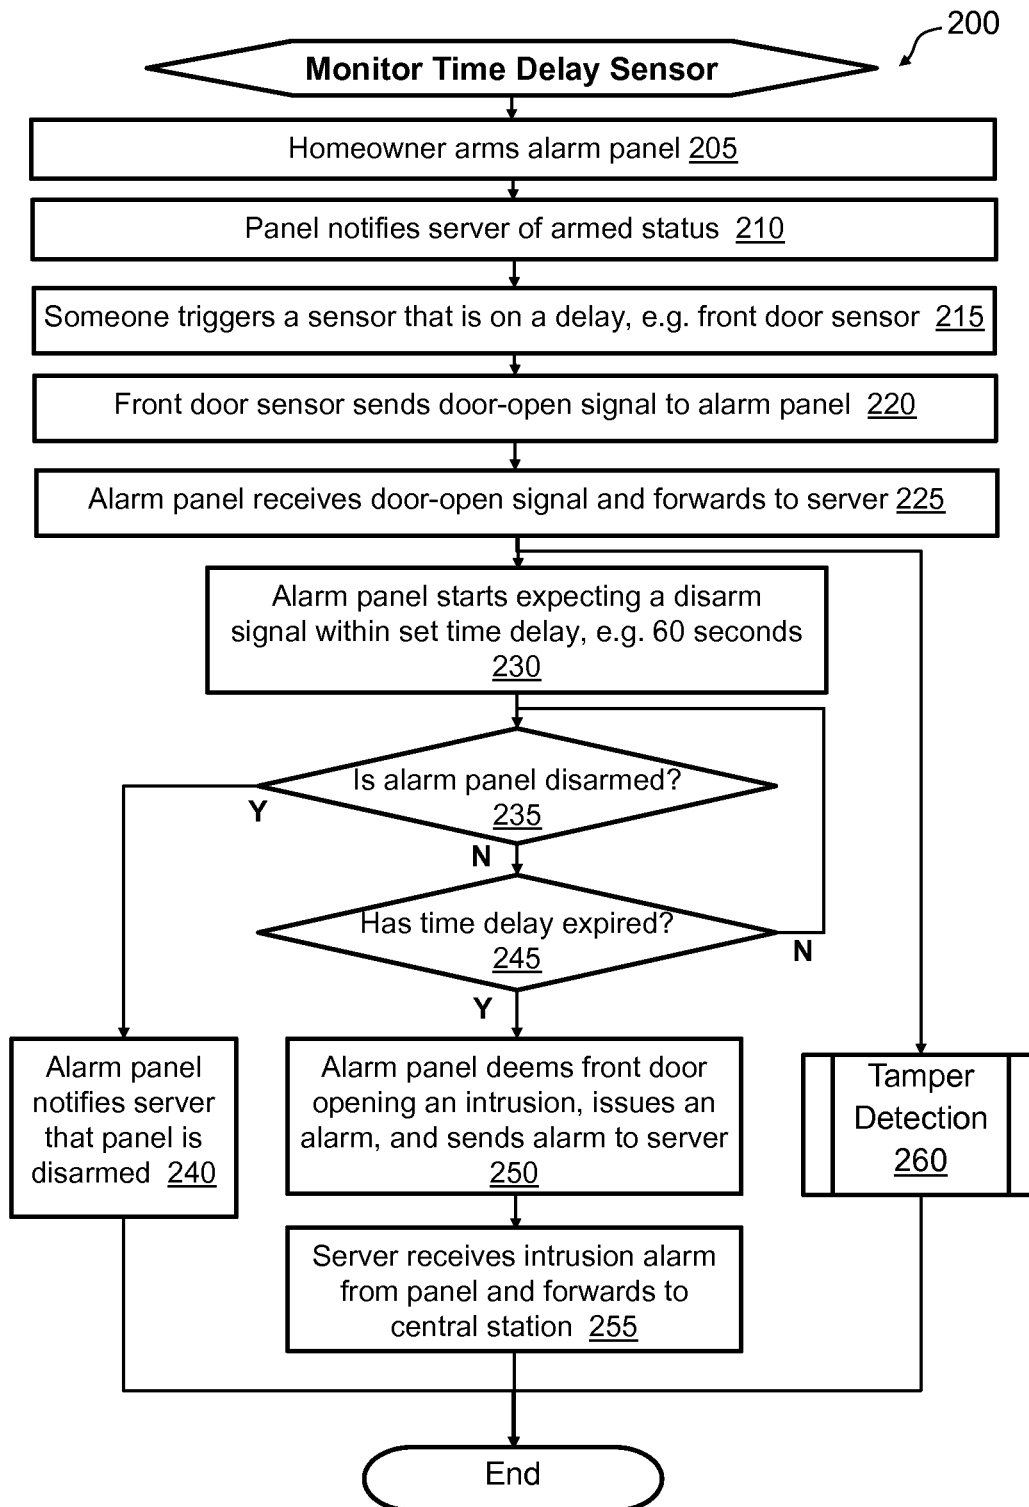 200
Monitor Time Delay Sensor
Homeowner arms alarm panel 205
Panel notifies server of armed status 210
Someone triggers a sensor that is on a delay, e.g. front door sensor 215
Front door sensor sends door-open signal to alarm panel 220
Alarm panel receives door-open signal and forwards to server 225
Alarm panel starts expecting a disarm
signal within set time delay, e.g. 60 seconds
230
Is alarm panel disarmed?
235
Y
N
Has time delay expired?
245
N
Y
Alarm panel
notifies server
that panel is
disarmed 240
Alarm panel deems front door
opening an intrusion, issues an
alarm, and sends alarm to server
250
Tamper
Detection
260
Server receives intrusion alarm
from panel and forwards to
central station 255
End